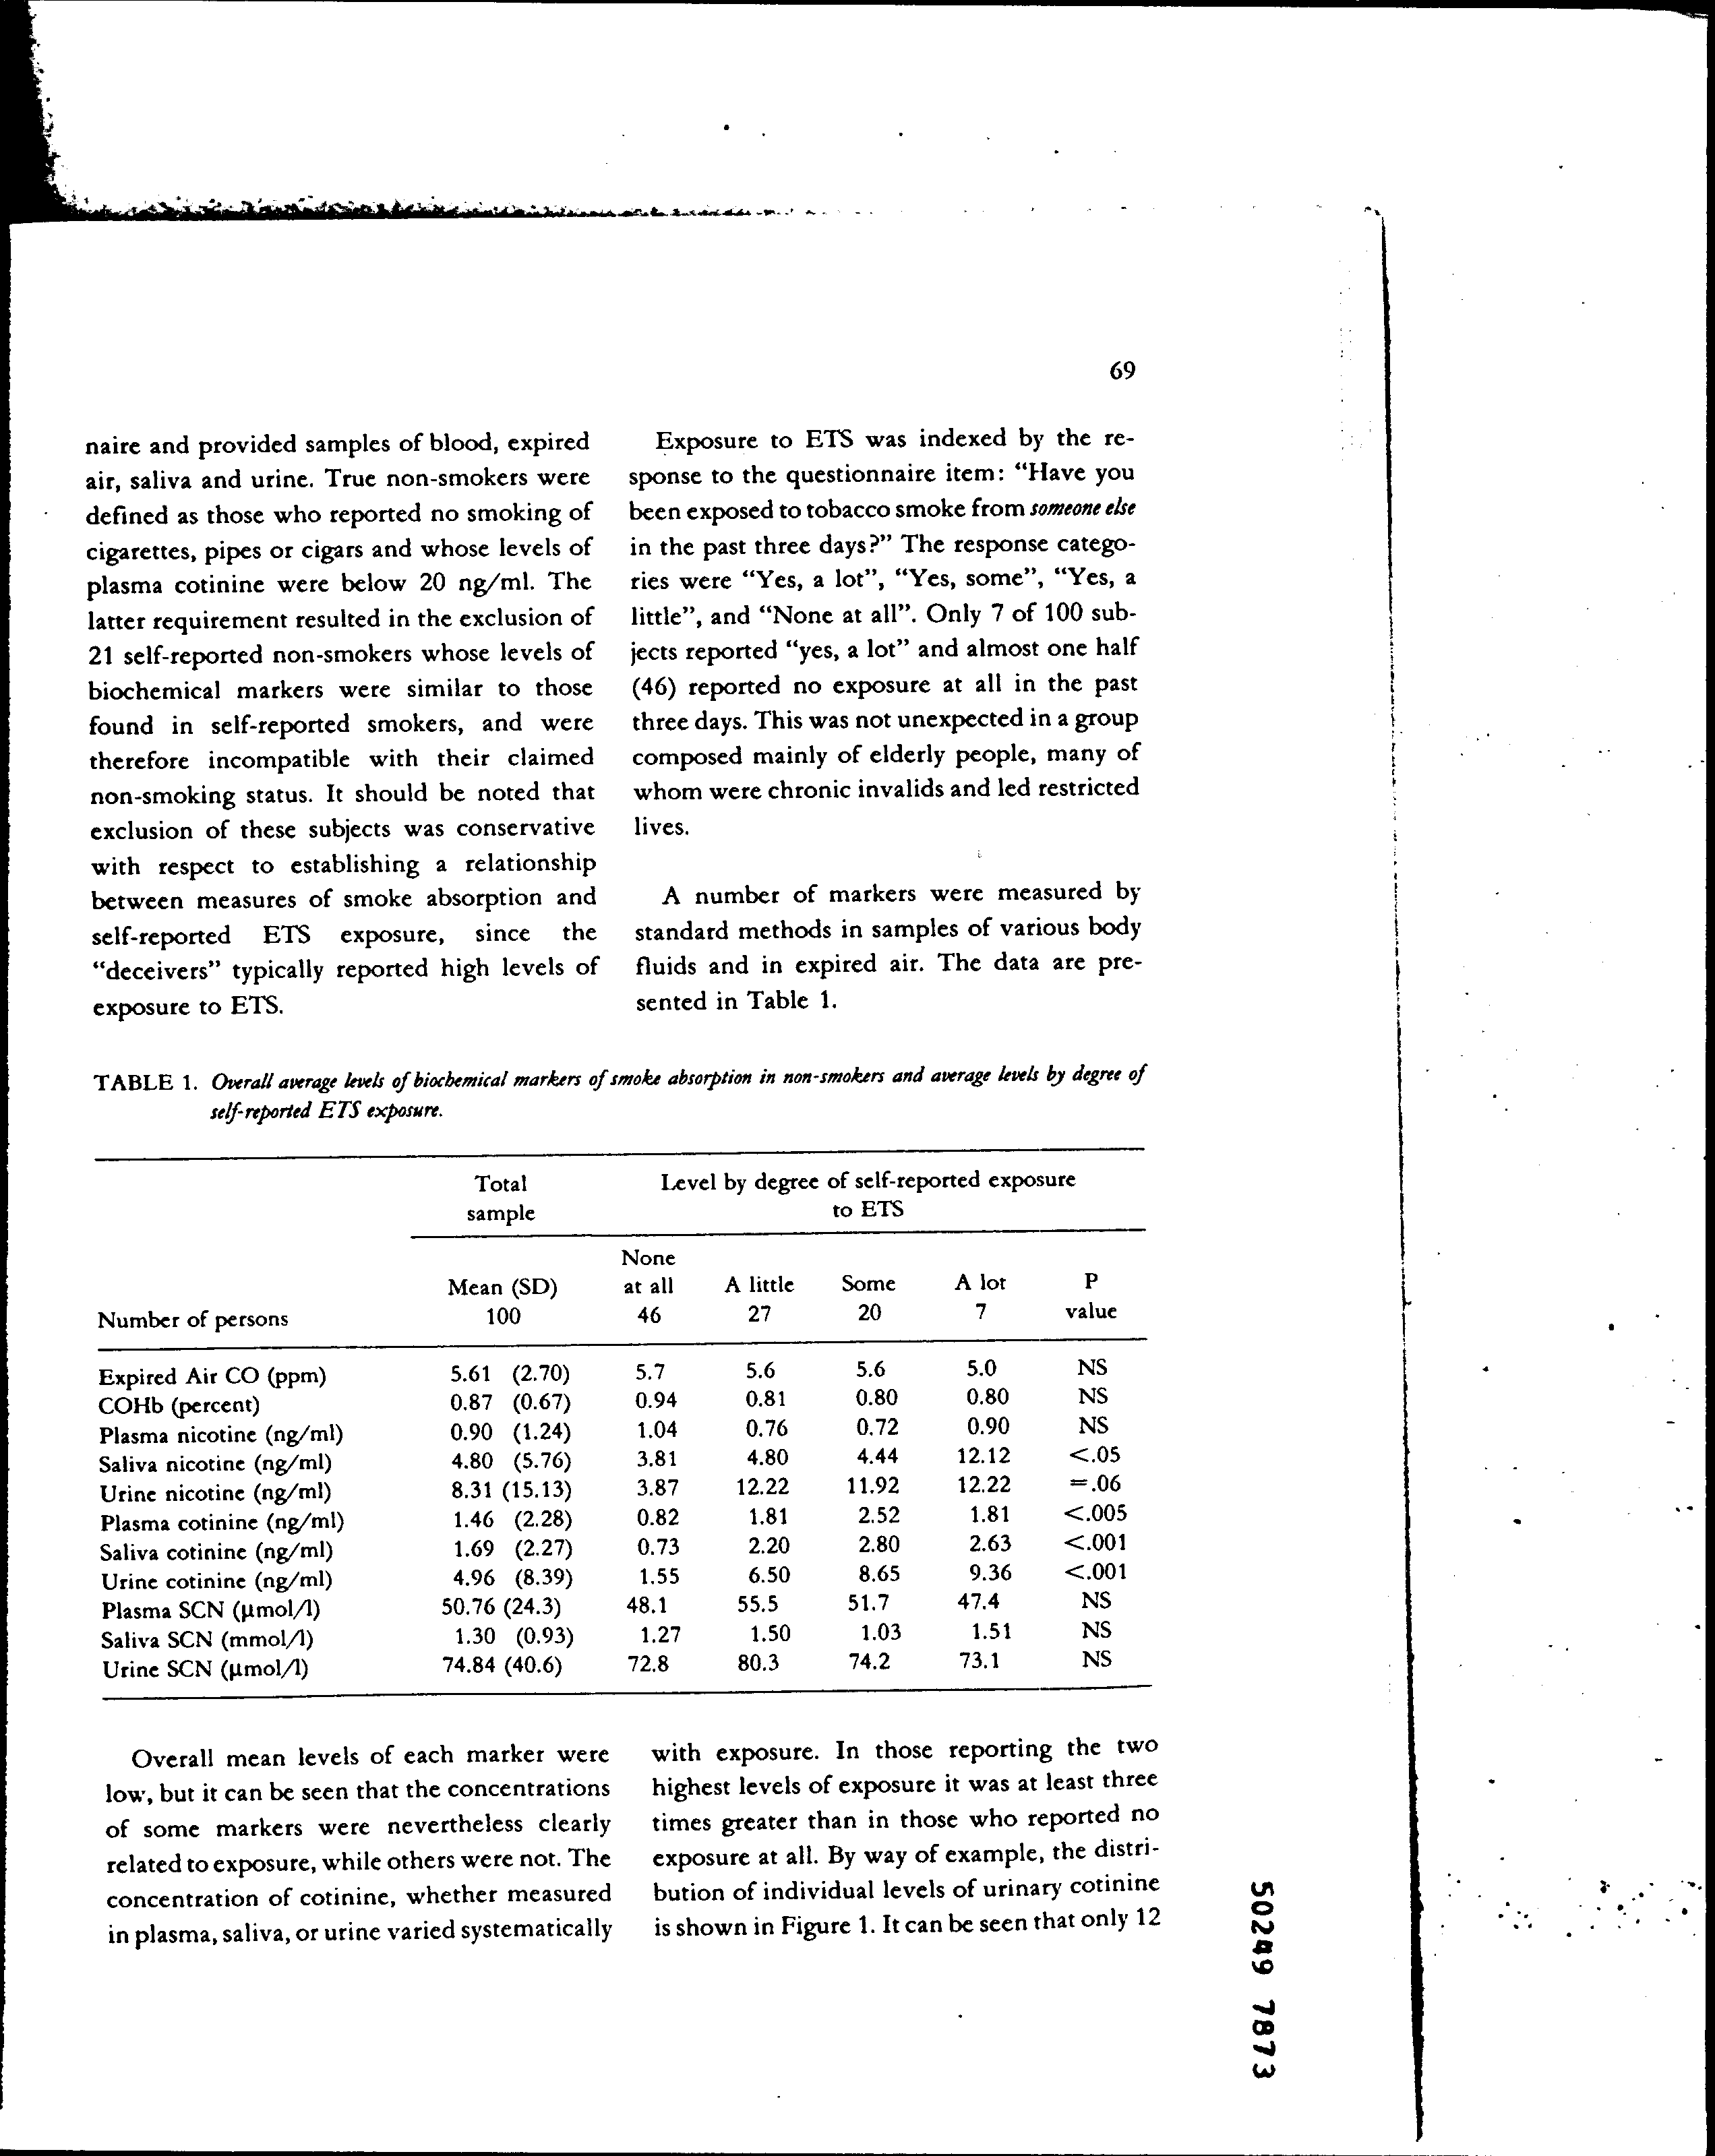 69
naire and provided samples of blood, expired
air, saliva and urine. True non-smokers were
defined as those who reported no smoking of
cigarettes, pipes or cigars and whose levels of
plasma cotinine were below 20 ng/ml. The
latter requirement resulted in the exclusion of
21 self-reported non-smokers whose levels of
biochemical markers were similar to those
found in self-reported smokers, and were
therefore incompatible with their claimed
non-smoking status. It should be noted that
exclusion of these subjects was conservative
with respect to establishing a relationship
between measures of smoke absorption and
self-reported ETS exposure, since the
“deceivers” typically reported high levels of
exposure to ETS.
Exposure to ETS was indexed by the re-
sponse to the questionnaire item: “Have you
been exposed to tobacco smoke from someone else
in the past three days?” The response catego-
ries were “Yes, a lot”, “Yes, some”, “Yes, a
little”, and “None at all”. Only 7 of 100 sub-
jects reported “yes, a lot” and almost one half
(46) reported no exposure at all in the past
three days. This was not unexpected in a group
composed mainly of elderly people, many of
whom were chronic invalids and led restricted
lives.
A number of markers were measured by
standard methods in samples of various body
fluids and in expired air. The data are pre-
sented in Table 1.
TABLE 1. Overall average levels of biochemical markers of smoke absorption in non-smokers and average levels by degree of
self-reported ETS exposure.
Total Level by degree of self-reported exposure
sample to ETS
None
Mean (SD) at all A little Some A lot P
Number of persons 100 46 27 20 7 value
Expired Air CO (ppm) 5.61 (2.70) 5.7 5.6 5.6 5.0 NS
COHb (percent) 0.87 (0.67) 0.94 0.81 0.80 0.80 NS
Plasma nicotine (ng/ml) 0.90 (1.24) 1.04 0.76 0.72 0.90 NS
Saliva nicotine (ng/ml) 4.80 (5.76) 3.81 4.80 4.44 12.12 <.05
Urine nicotine (ng/ml) 8.31 (15.13) 3.87 12.22 11.92 12.22 =.06
Plasma cotinine (ng/ml) 1.46 (2.28) 0.82 1.81 2.52 1.81 <.005
Saliva cotinine (ng/ml) 1.69 (2.27) 0.73 2.20 2.80 2.63 <.001
Urine cotinine (ng/ml) 4.96 (8.39) 1.55 6.50 8.65 9.36 <.001
Plasma SCN (μmol/l) 50.76 (24.3) 48.1 55.5 51.7 47.4 NS
Saliva SCN (mmol/l) 1.30 (0.93) 1.27 1.50 1.03 1.51 NS
Urine SCN (μmol/l) 74.84 (40.6) 72.8 80.3 74.2 73.1 NS
Overall mean levels of each marker were
low, but it can be seen that the concentrations
of some markers were nevertheless clearly
related to exposure, while others were not. The
concentration of cotinine, whether measured
in plasma, saliva, or urine varied systematically
with exposure. In those reporting the two
highest levels of exposure it was at least three
times greater than in those who reported no
exposure at all. By way of example, the distri-
bution of individual levels of urinary cotinine
is shown in Figure 1. It can be seen that only 12
50249 7873